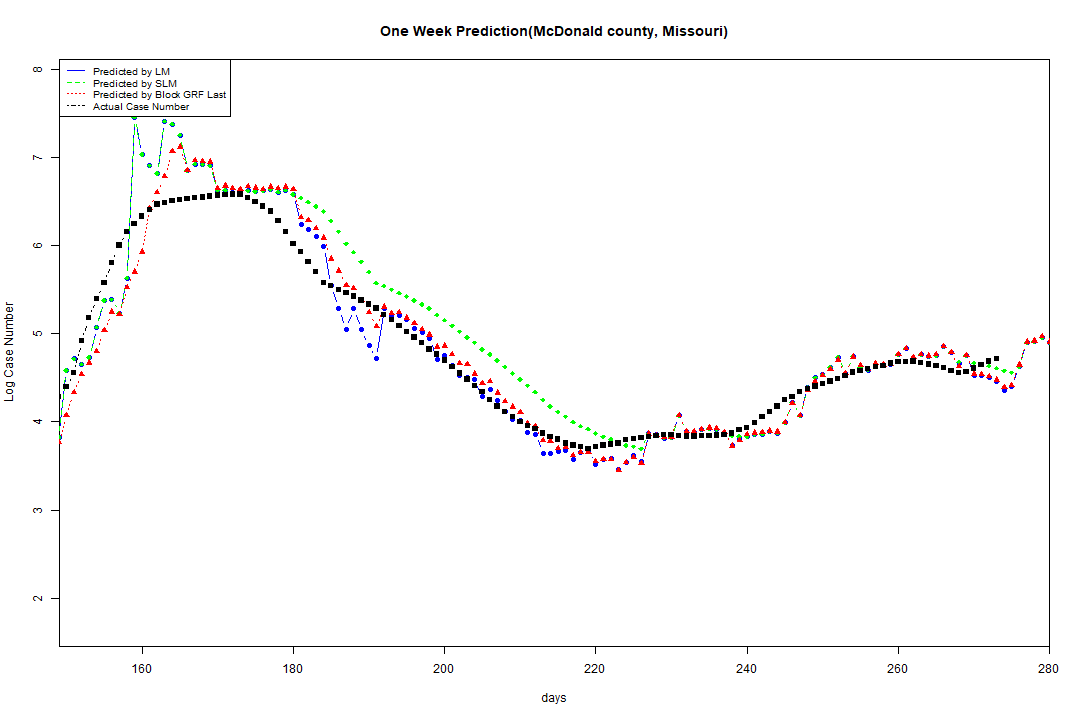 One Week Prediction(McDonald county, Missouri)
Predicted by LM
Predicted by SLM
Predicted by Block GRF Last
Actual Case Number
Log Case Number
8
7
6
5
4
3
2
160 180 200 220 240 260 280
days